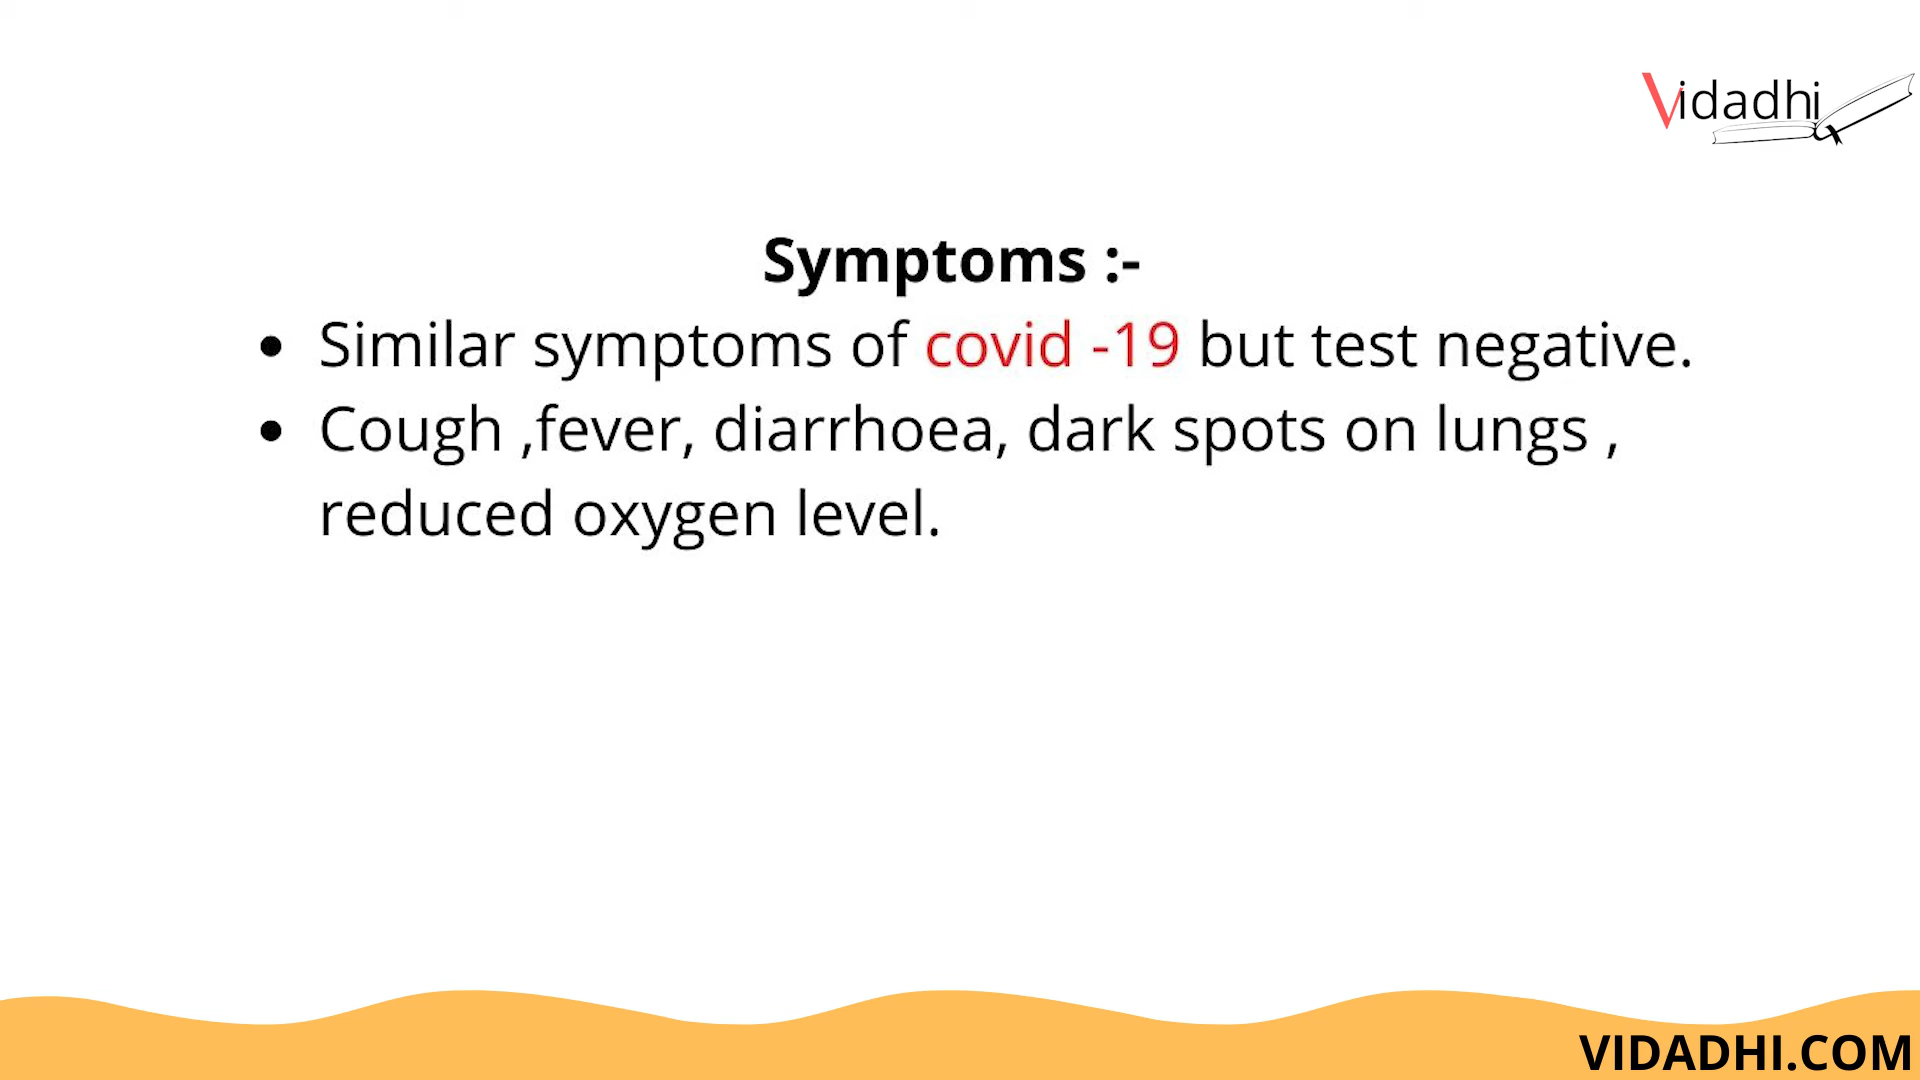 Vidadhi
Symptoms :-
• Similar symptoms of covid -19 but test negative.
• Cough ,fever, diarrhoea, dark spots on lungs ,
reduced oxygen level.
VIDADHI.COM